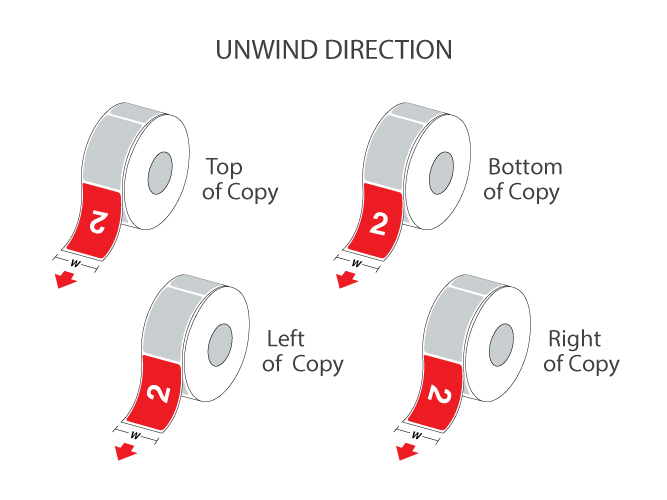 UNWIND DIRECTION
2
W
Top
of Copy
2
W
Bottom
of Copy
2
W
Left
of Copy
2
W
Right
of Copy